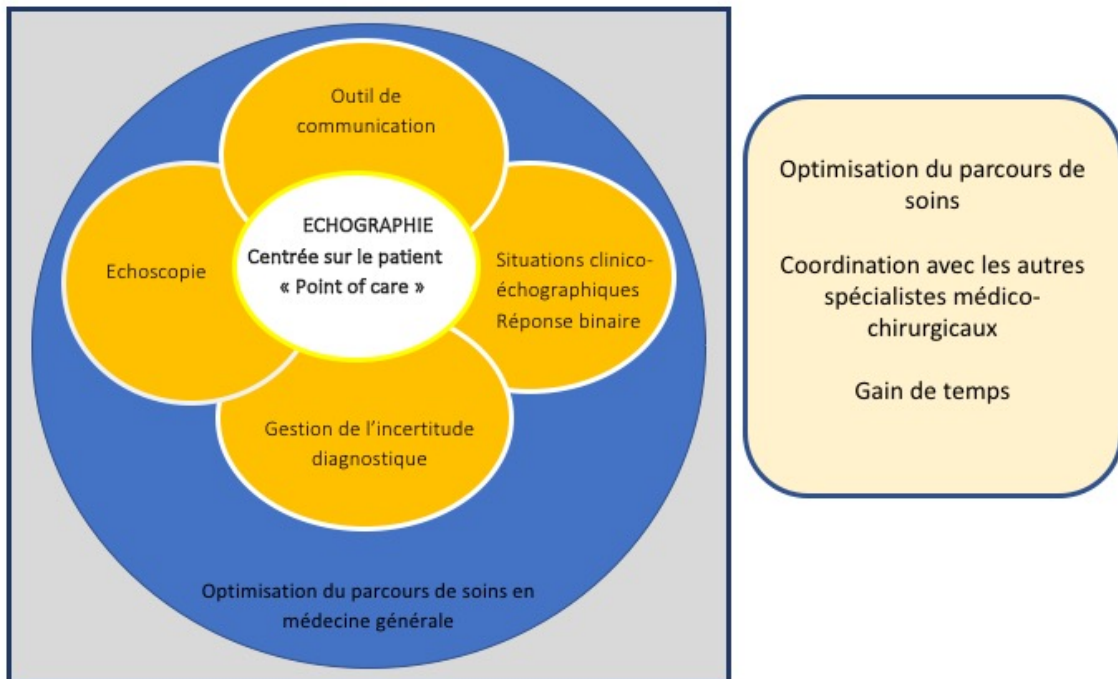 Outil de
communication
ECHOGRAPHIE
Centrée sur le patient
« Point of care »
Echoscopie
Situations clinico-
échographiques
Réponse binaire
Gestion de l'incertitude
diagnostique
Optimisation du parcours de soins en
médecine générale
Optimisation du parcours de
soins
Coordination avec les autres
spécialistes médico-
chirurgicaux
Gain de temps